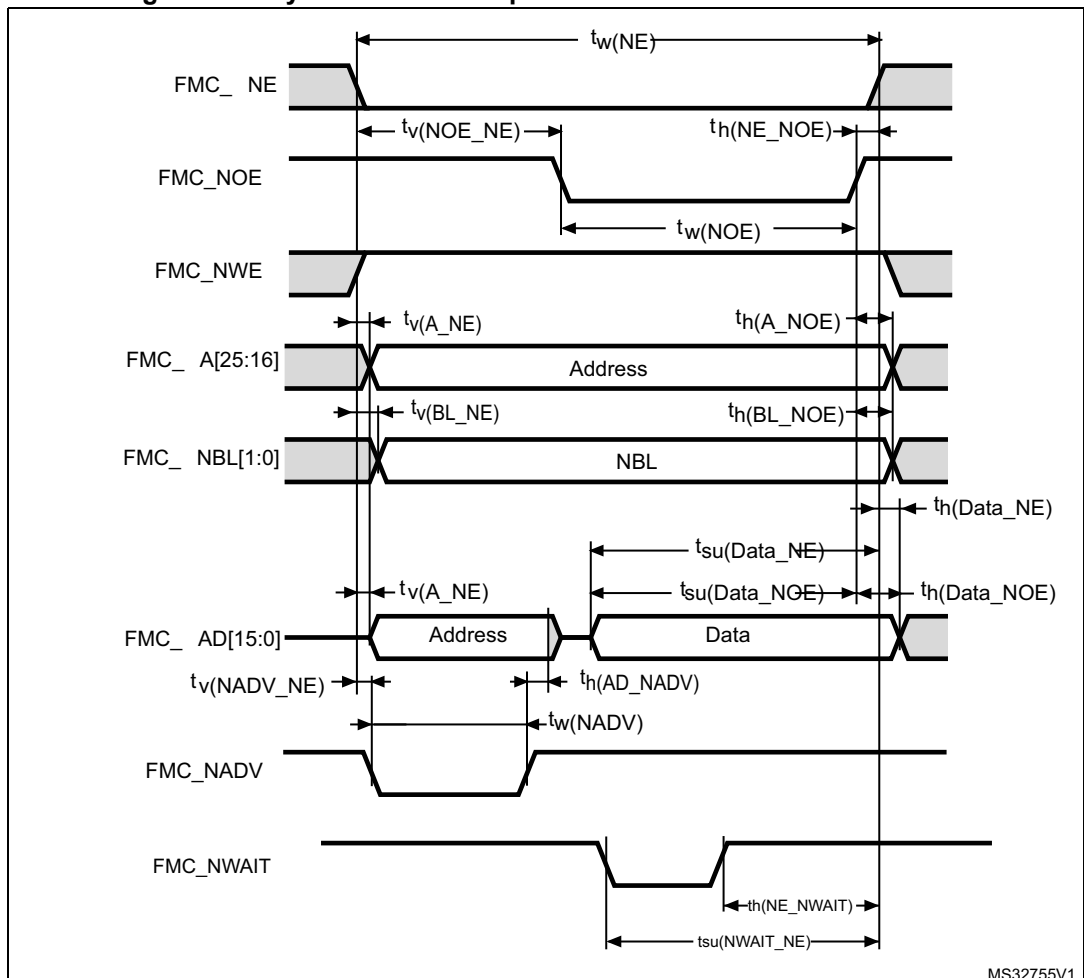 tw(NE)
FMC_ NE
tv(NOE_NE)
th(NE_NOE)
FMC_NOE
tw(NOE)
FMC_NWE
tv(A_NE)
th(A_NOE)
FMC_ A[25:16]
Address
tv(BL_NE)
th(BL_NOE)
FMC_ NBL[1:0]
NBL
th(Data_NE)
tsu(Data_NE)
tv(A_NE)
tsu(Data_NOE)
th(Data_NOE)
FMC_ AD[15:0]
Address
Data
tv(NADV_NE)
th(AD_NADV)
tw(NADV)
FMC_NADV
FMC_NWAIT
th(NE_NWAIT)
tsu(NWAIT_NE)
MS32755V1